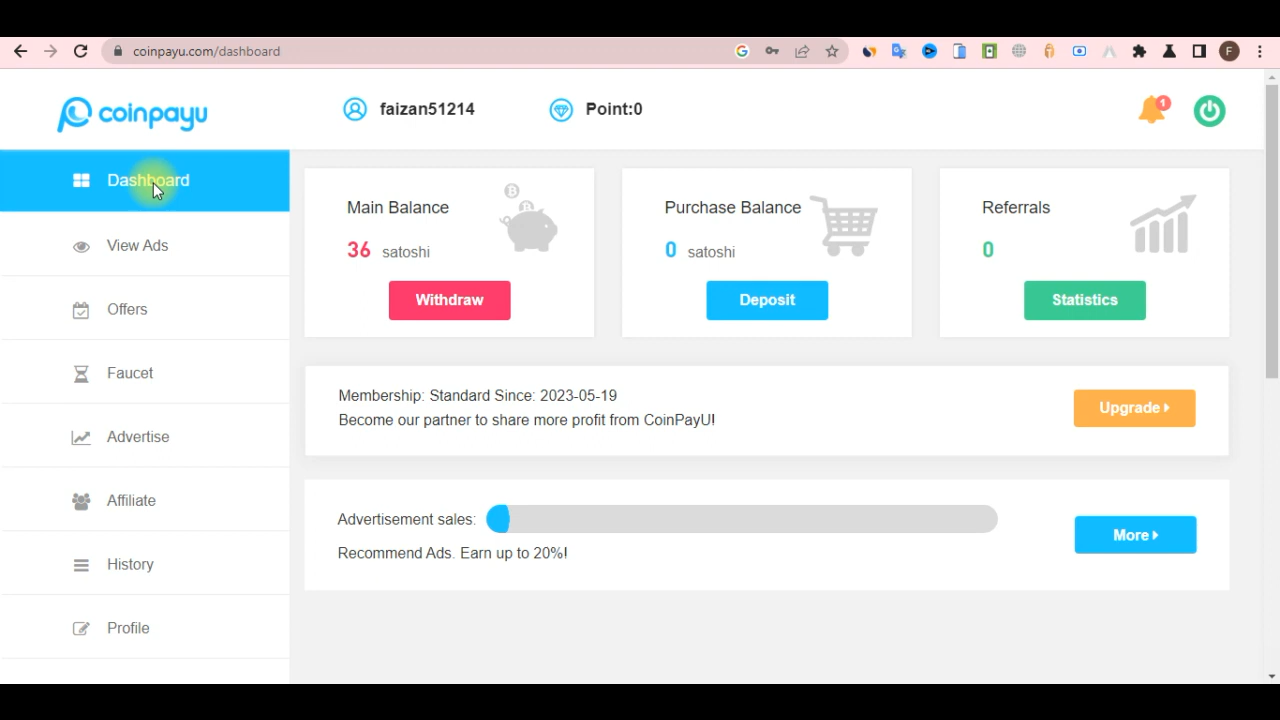 coinpayu.com/dashboard
F
coinpayu
faizan51214
Point:0
1
Dashboard
View Ads
Offers
Faucet
Advertise
Affiliate
History
Profile
Main Balance
36 satoshi
Withdraw
Purchase Balance
0 satoshi
Deposit
Referrals
0
Statistics
Membership: Standard Since: 2023-05-19
Become our partner to share more profit from CoinPayU!
Upgrade
Advertisement sales:
Recommend Ads. Earn up to 20%!
More